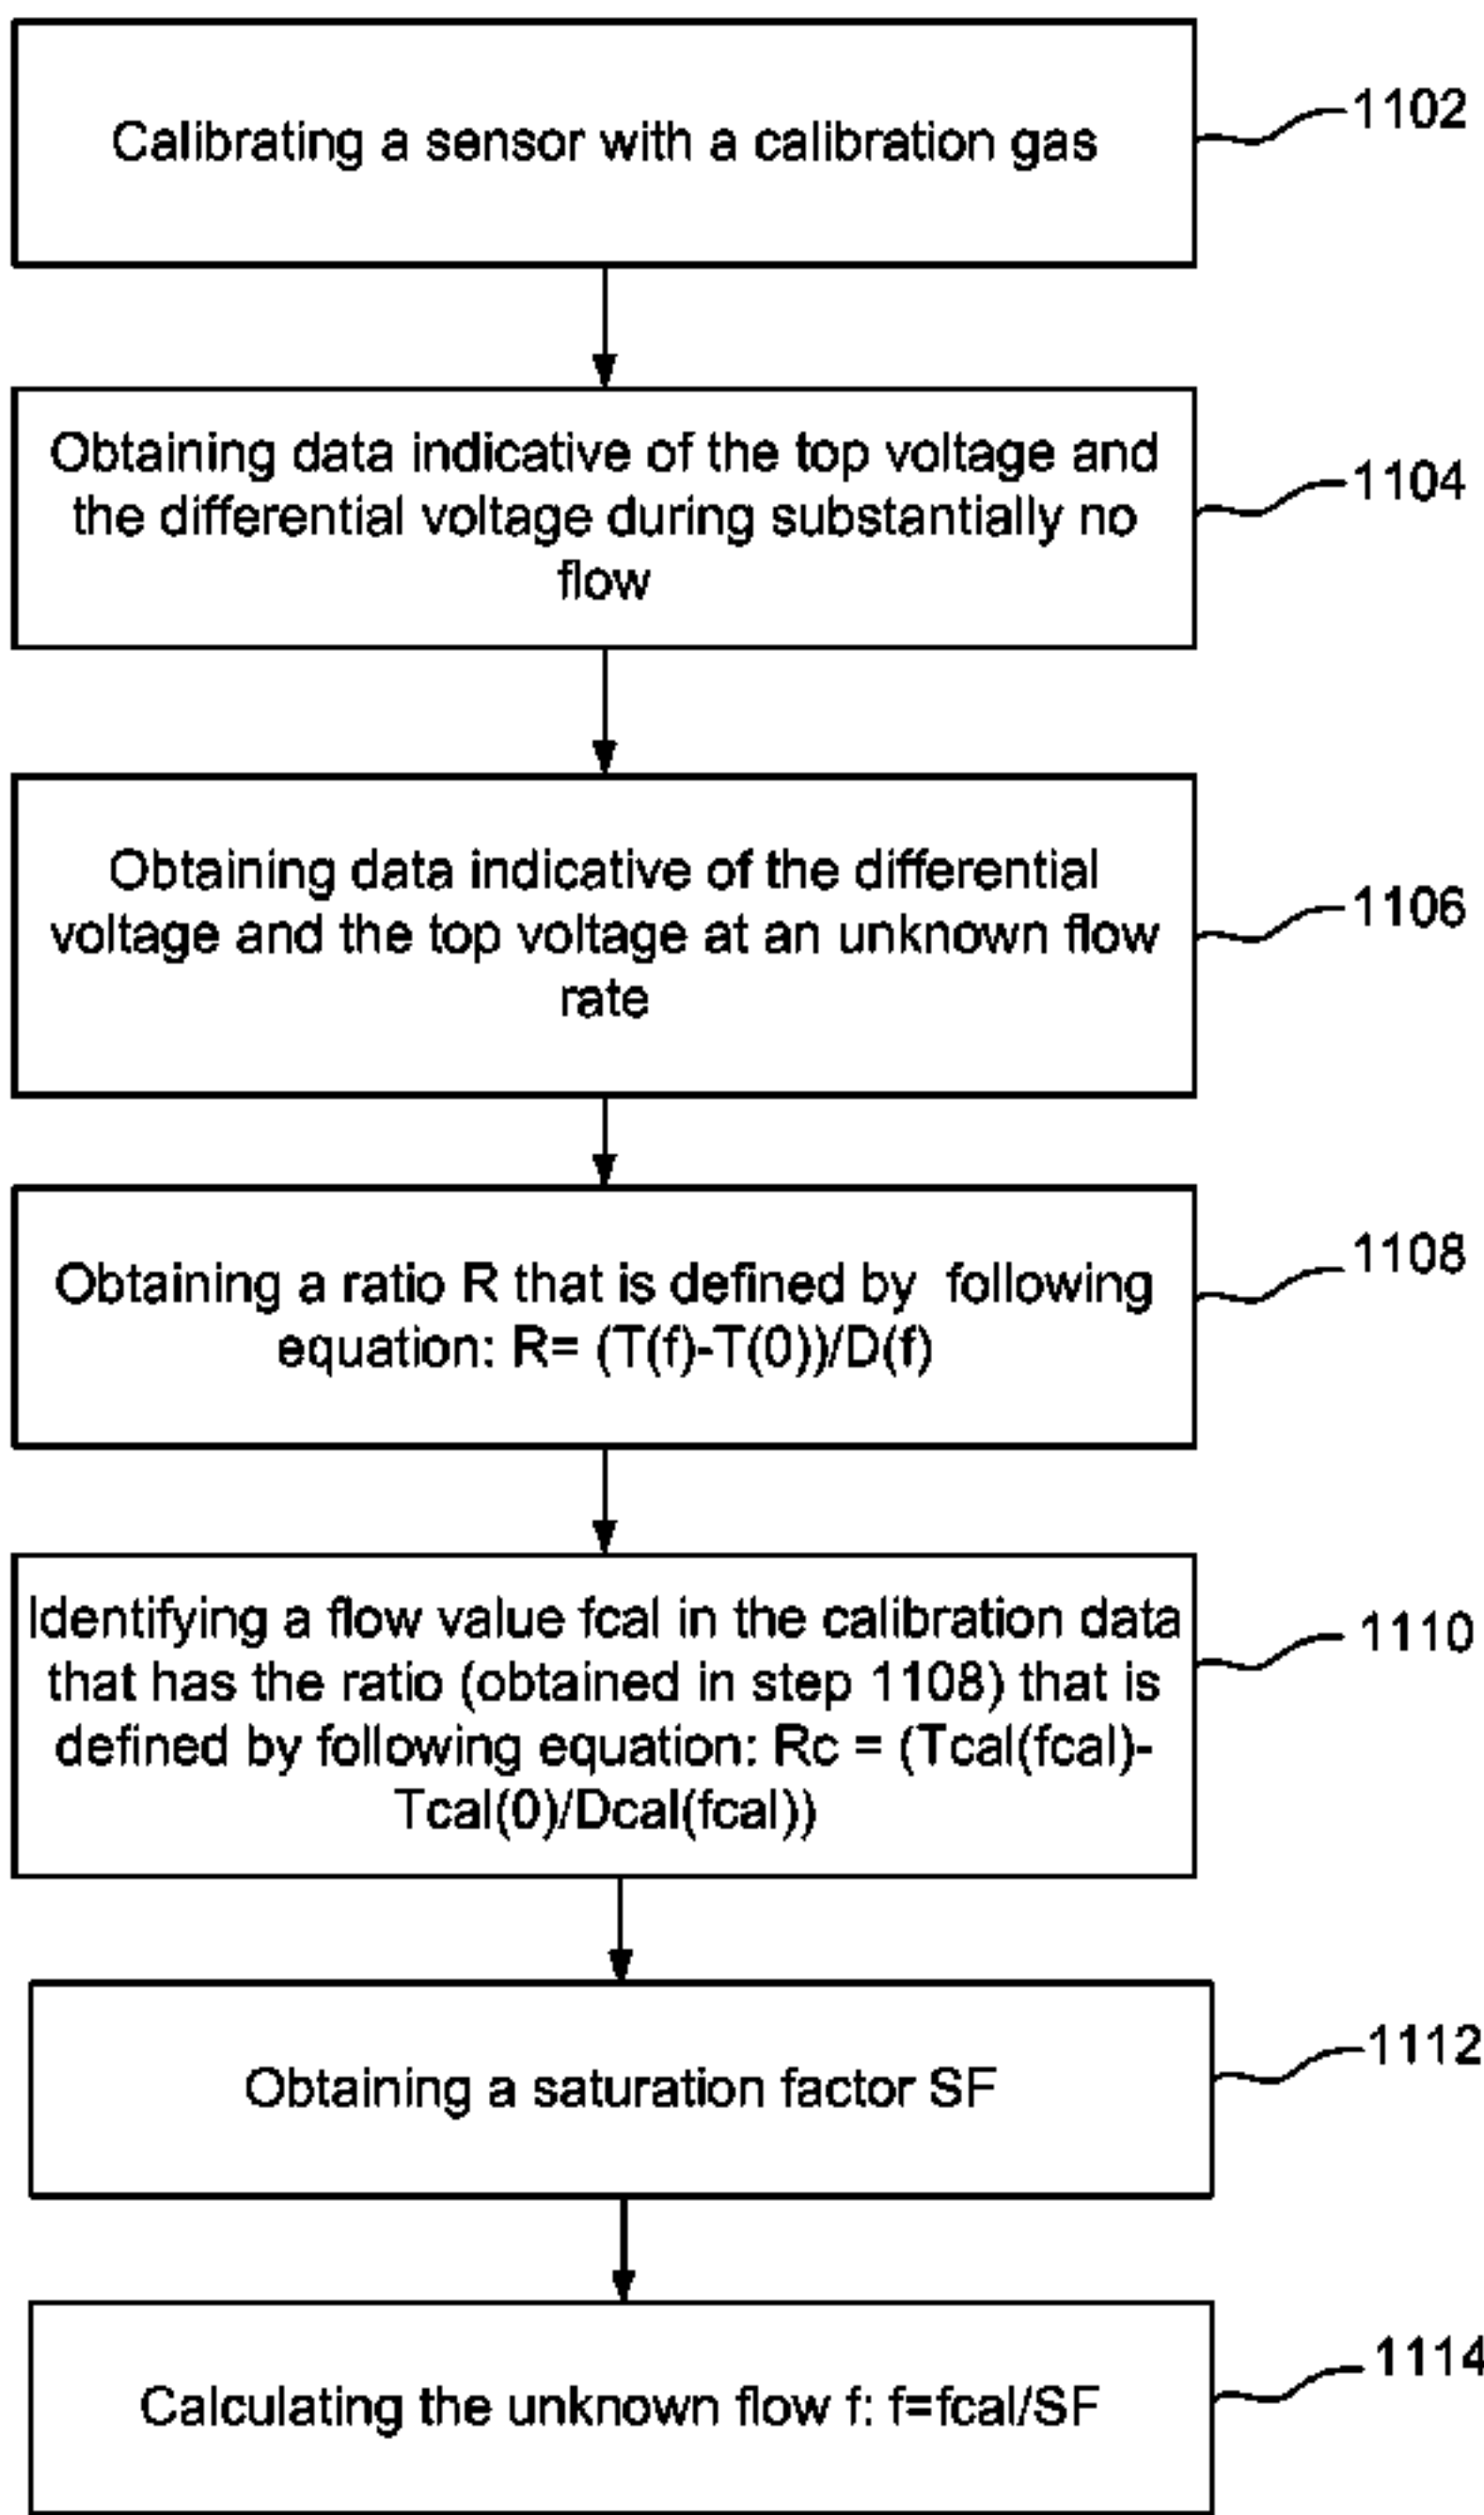 Calibrating a sensor with a calibration gas
1102
Obtaining data indicative of the top voltage and
the differential voltage during substantially no
flow
1104
Obtaining data indicative of the differential
voltage and the top voltage at an unknown flow
rate
1106
Obtaining a ratio R that is defined by following
equation: R= (T(f)-T(0))/D(f)
1108
Identifying a flow value fcal in the calibration data
that has the ratio (obtained in step 1108) that is
defined by following equation: Rc = (Tcal(fcal)-
Tcal(0)/Dcal(fcal))
1110
Obtaining a saturation factor SF
1112
Calculating the unknown flow f: f=fcal/SF
1114